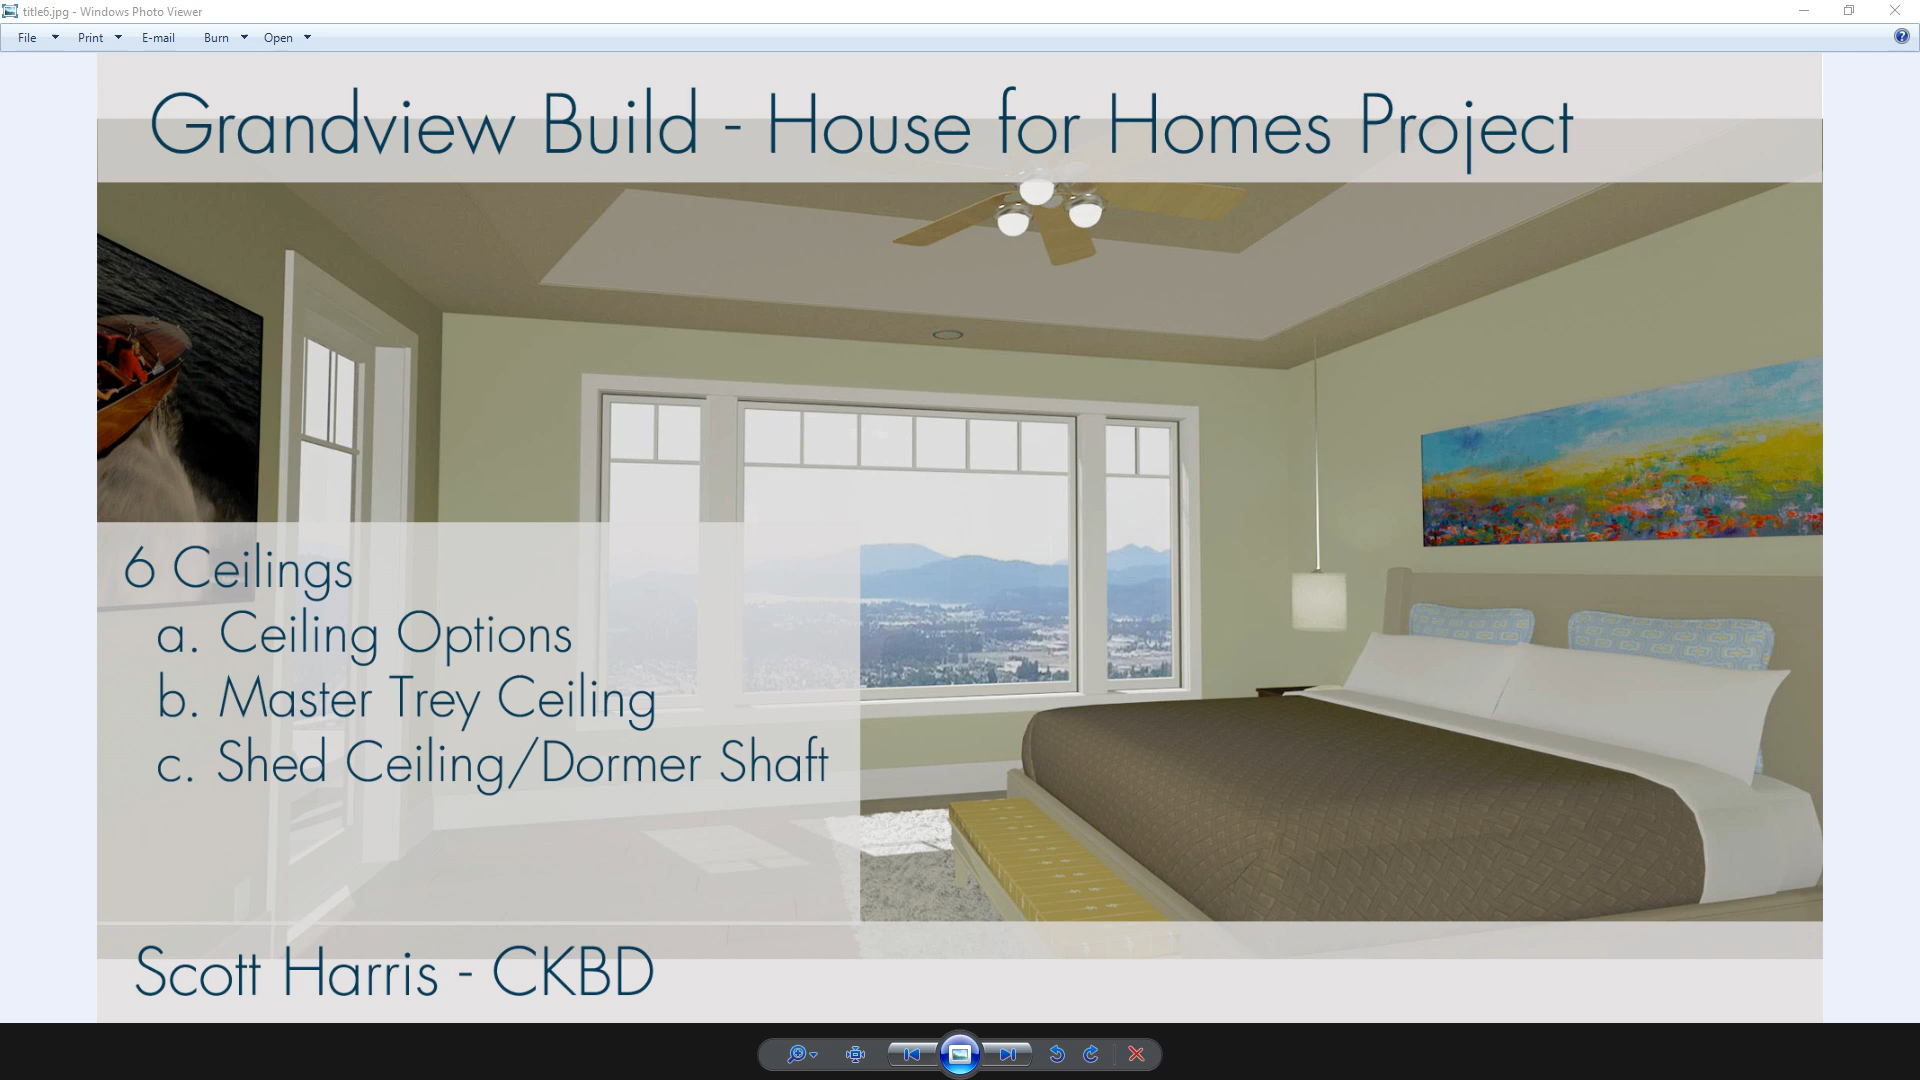 title6.jpg - Windows Photo Viewer
File Print E-mail Burn Open
Grandview Build - House for Homes Project
6 Ceilings
a. Ceiling Options
b. Master Trey Ceiling
c. Shed Ceiling/Dormer Shaft
Scott Harris - CKBD